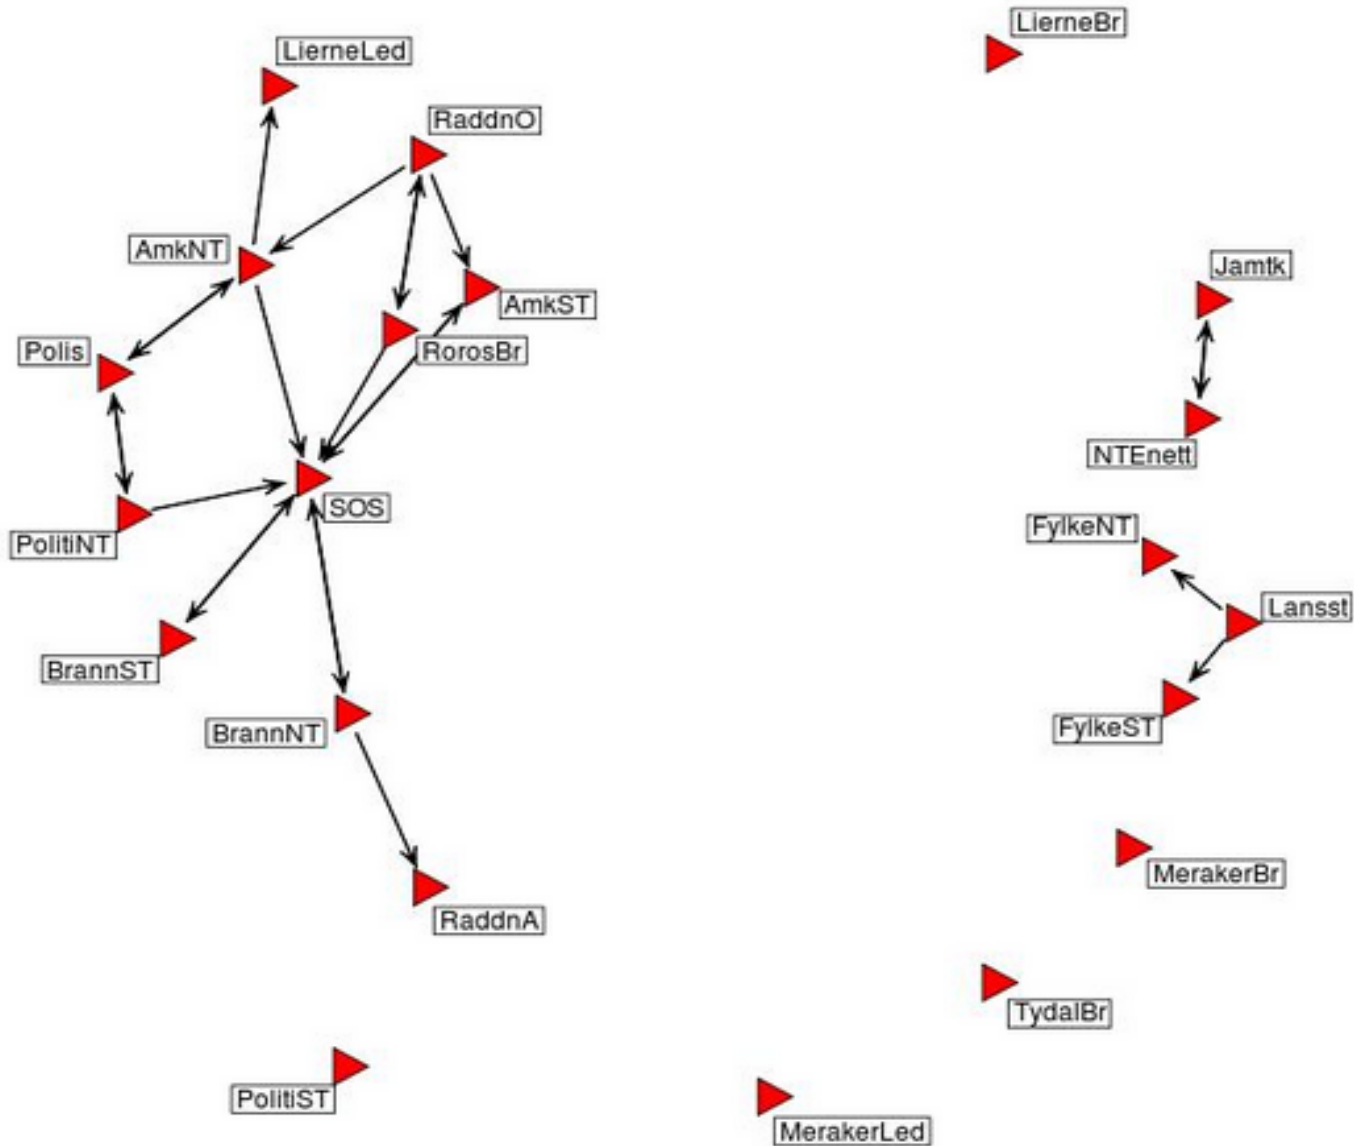 LierneBr
LierneLed
RaddnO
AmkNT
Jamtk
AmkST
Polis
RorosBr
NTEnett
SOS
FylkeNT
PolitiNT
Lansst
BrannST
FylkeST
BrannNT
MerakerBr
RaddnA
TydalBr
PolitiST
MerakerLed